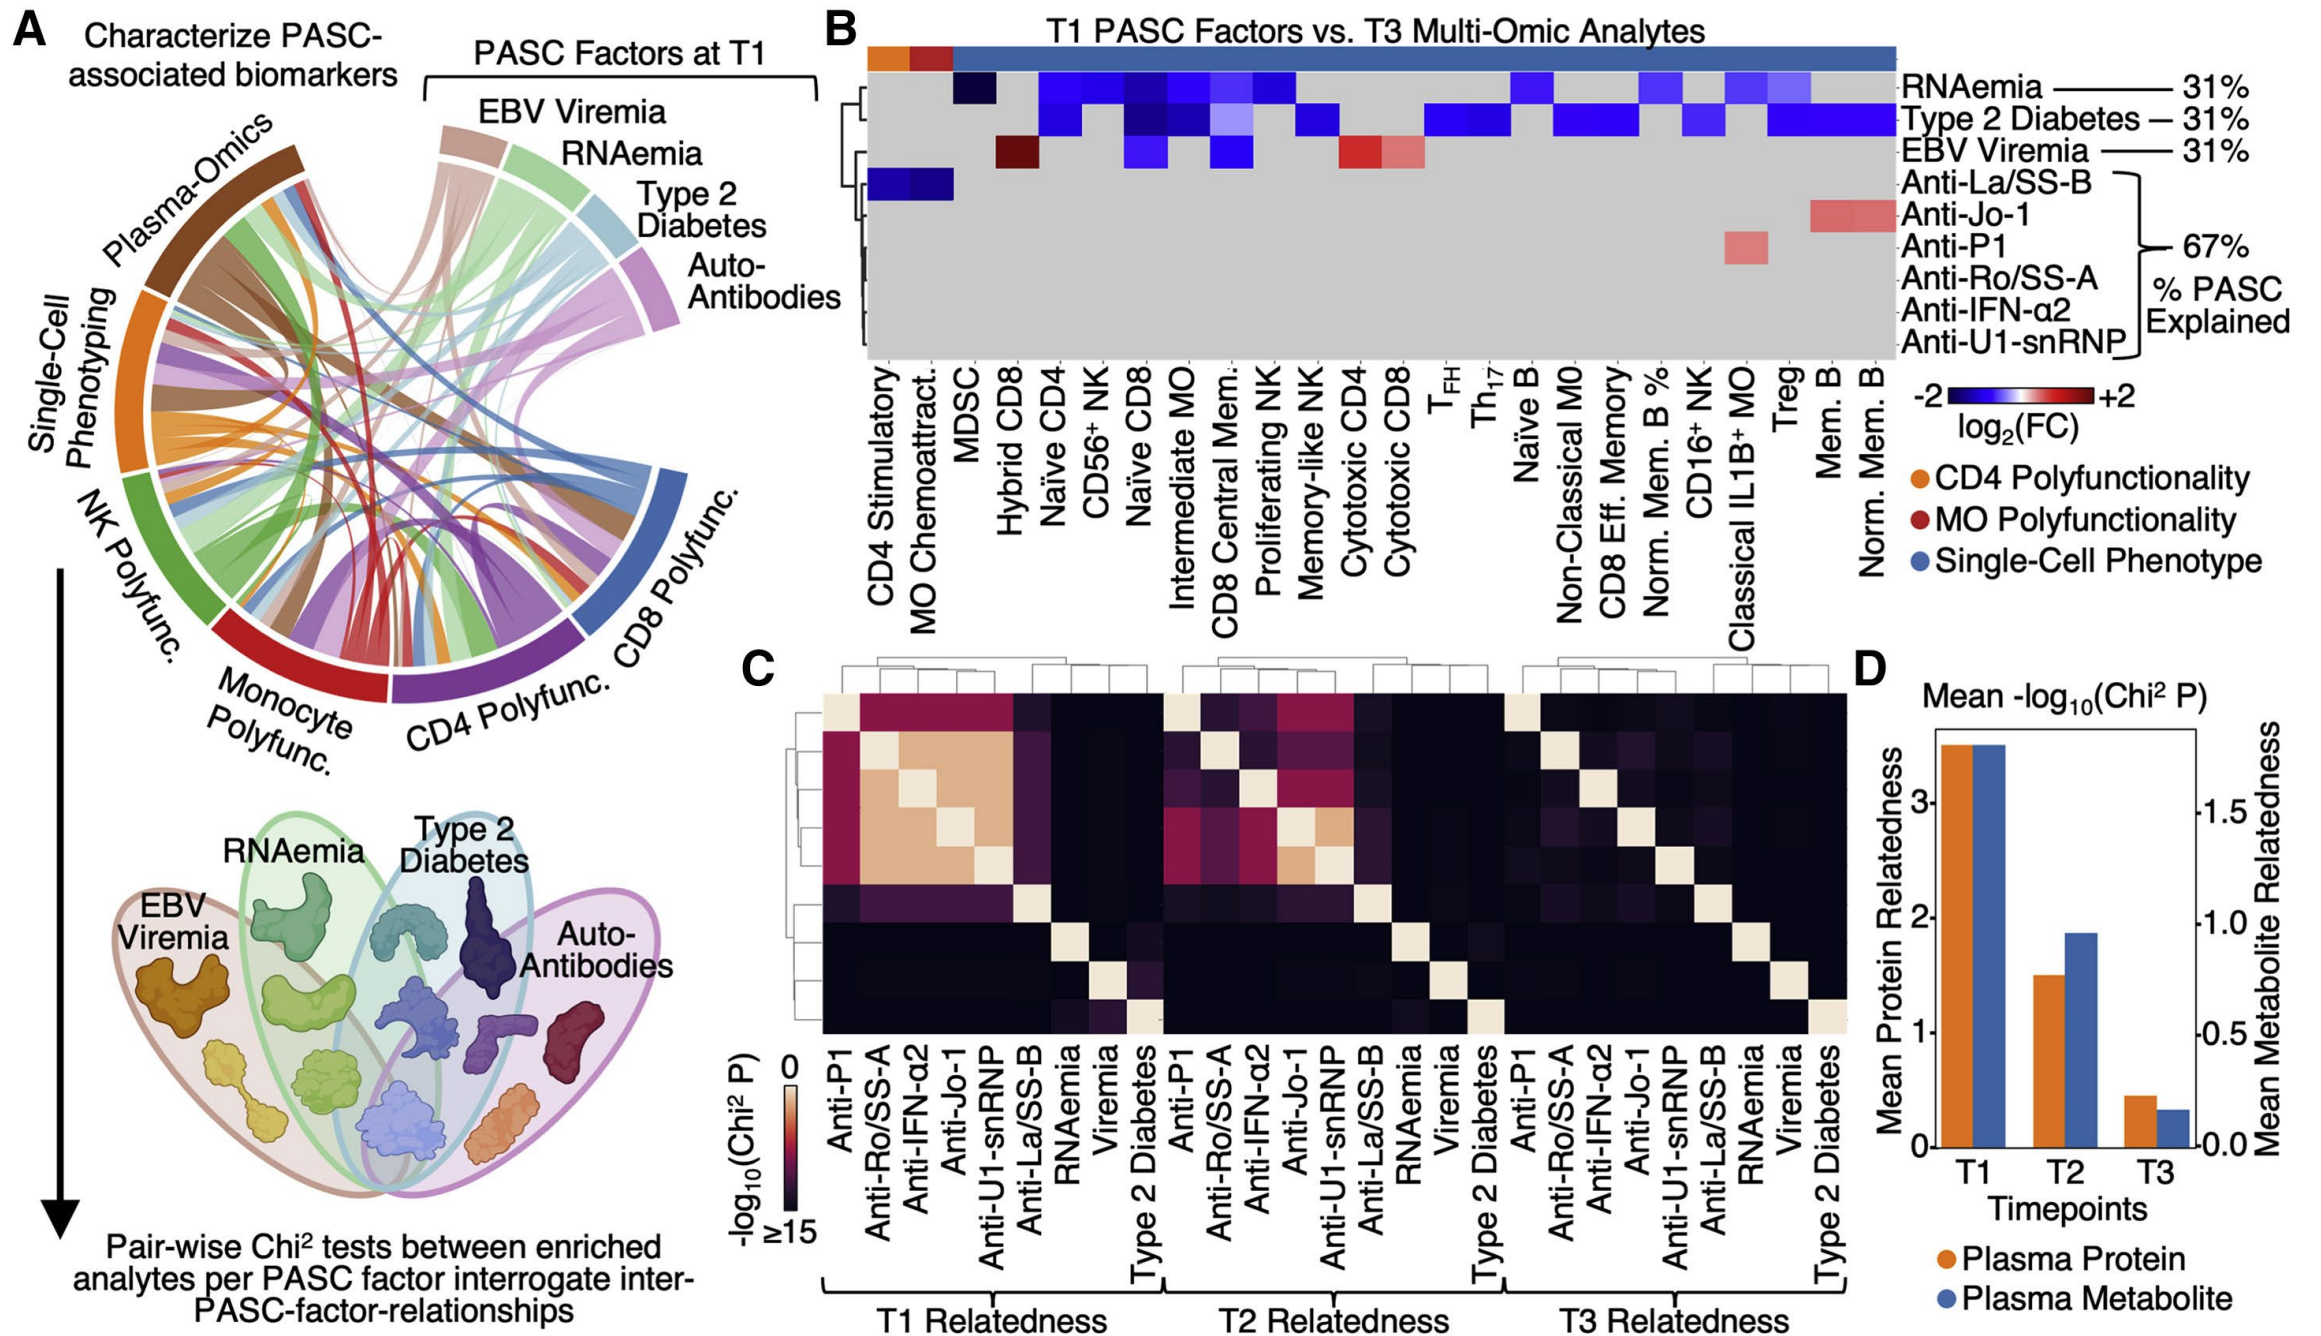 A
Characterize PASC-
associated biomarkers
PASC Factors at T1
EBV Viremia
RNAemia
Type 2
Diabetes
Auto-
Antibodies
Plasma-Omics
Single-Cell
Phenotyping
NK Polyfunc.
Monocyte
Polyfunc.
CD4 Polyfunc.
CD8 Polyfunc.
RNAemia
Type 2
Diabetes
EBV
Viremia
Auto-
Antibodies
Pair-wise Chi² tests between enriched
analytes per PASC factor interrogate inter-
PASC-factor-relationships
B
T1 PASC Factors vs. T3 Multi-Omic Analytes
RNAemia 31%
Type 2 Diabetes 31%
EBV Viremia 31%
Anti-La/SS-B
Anti-Jo-1
Anti-P1
67%
Anti-Ro/SS-A
Anti-IFN-α2
Anti-U1-snRNP
% PASC
Explained
CD4 Stimulatory
MO Chemoattract.
MDSC
Hybrid CD8
Naïve CD4
CD56⁺ NK
Naïve CD8
Intermediate MO
CD8 Central Mem.
Proliferating NK
Memory-like NK
Cytotoxic CD4
Cytotoxic CD8
T_FH
Th₁₇
Naïve B
Non-Classical M0
CD8 Eff. Memory
Norm. Mem. B %
CD16⁺ NK
Classical IL1B⁺ MO
Treg
Mem. B
Norm. Mem. B
-2 +2
log₂(FC)
CD4 Polyfunctionality
MO Polyfunctionality
Single-Cell Phenotype
C
-log₁₀(Chi² P)
0
≥15
Anti-P1
Anti-Ro/SS-A
Anti-IFN-α2
Anti-Jo-1
Anti-U1-snRNP
Anti-La/SS-B
RNAemia
Viremia
Type 2 Diabetes
Anti-P1
Anti-Ro/SS-A
Anti-IFN-α2
Anti-Jo-1
Anti-U1-snRNP
Anti-La/SS-B
RNAemia
Viremia
Type 2 Diabetes
Anti-P1
Anti-Ro/SS-A
Anti-IFN-α2
Anti-Jo-1
Anti-U1-snRNP
Anti-La/SS-B
RNAemia
Viremia
Type 2 Diabetes
T1 Relatedness
T2 Relatedness
T3 Relatedness
D
Mean -log₁₀(Chi² P)
Mean Protein Relatedness
3
2
1
0
Mean Metabolite Relatedness
1.5
1.0
0.5
0.0
T1 T2 T3
Timepoints
Plasma Protein
Plasma Metabolite